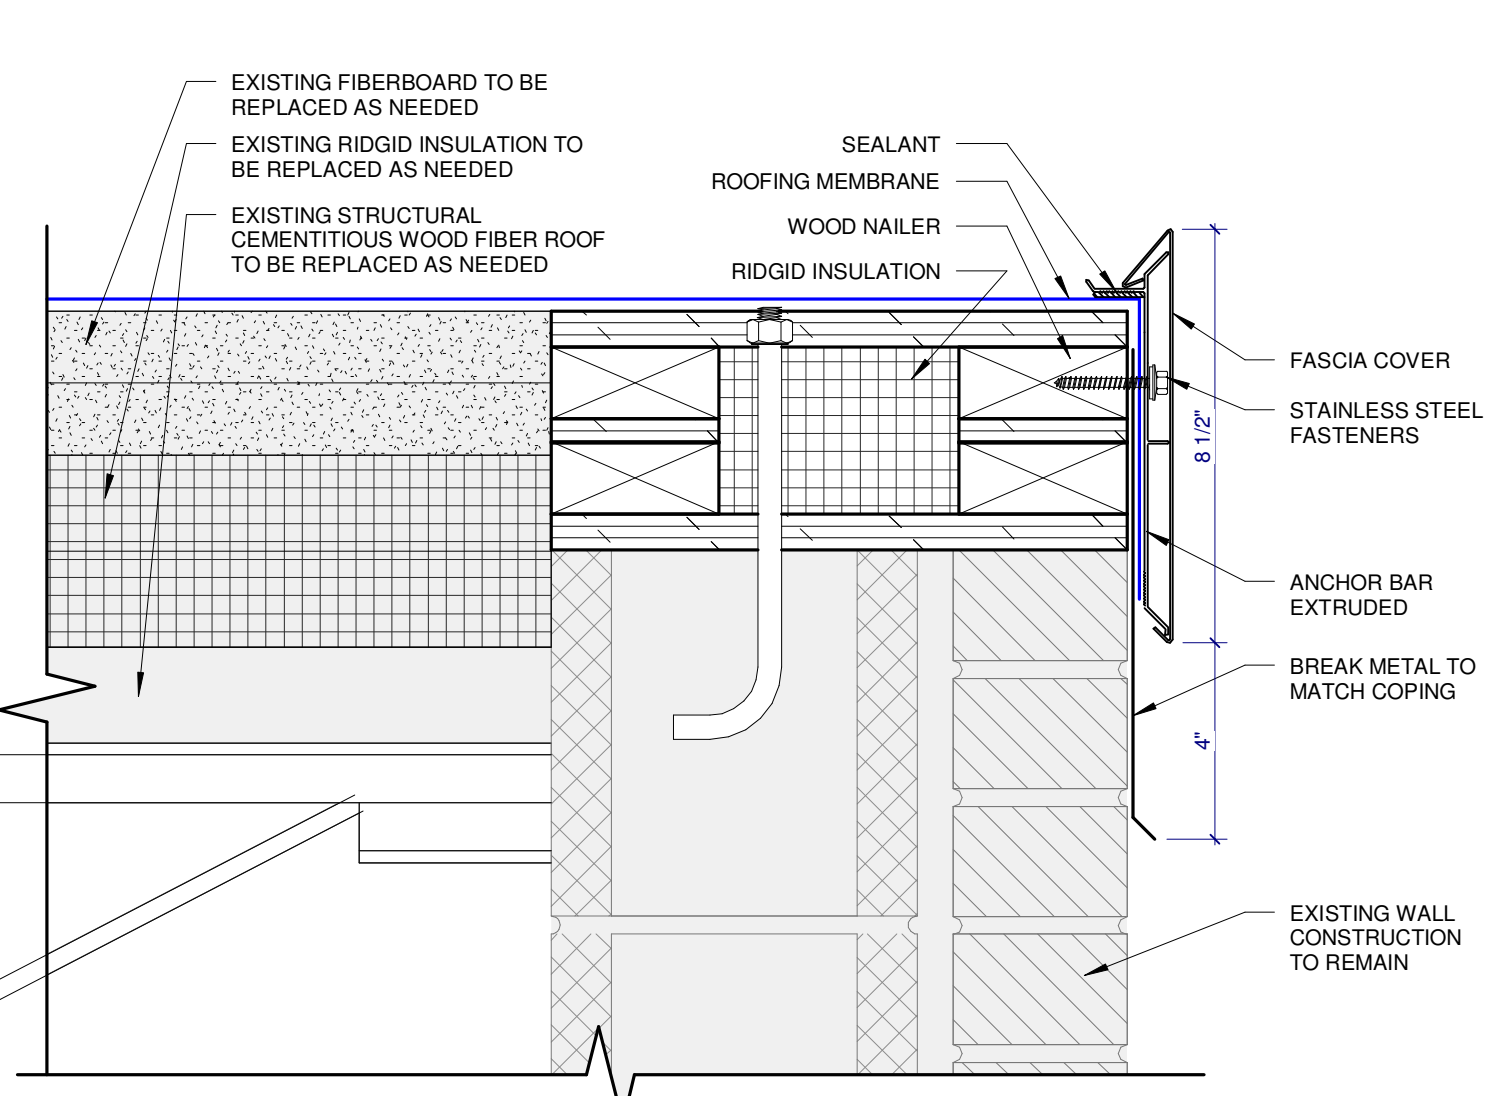 EXISTING FIBERBOARD TO BE
REPLACED AS NEEDED
EXISTING RIDGID INSULATION TO
BE REPLACED AS NEEDED
EXISTING STRUCTURAL
CEMENTITIOUS WOOD FIBER ROOF
TO BE REPLACED AS NEEDED
SEALANT
ROOFING MEMBRANE
WOOD NAILER
RIDGID INSULATION
FASCIA COVER
STAINLESS STEEL
FASTENERS
8 1/2"
ANCHOR BAR
EXTRUDED
BREAK METAL TO
MATCH COPING
4"
EXISTING WALL
CONSTRUCTION
TO REMAIN